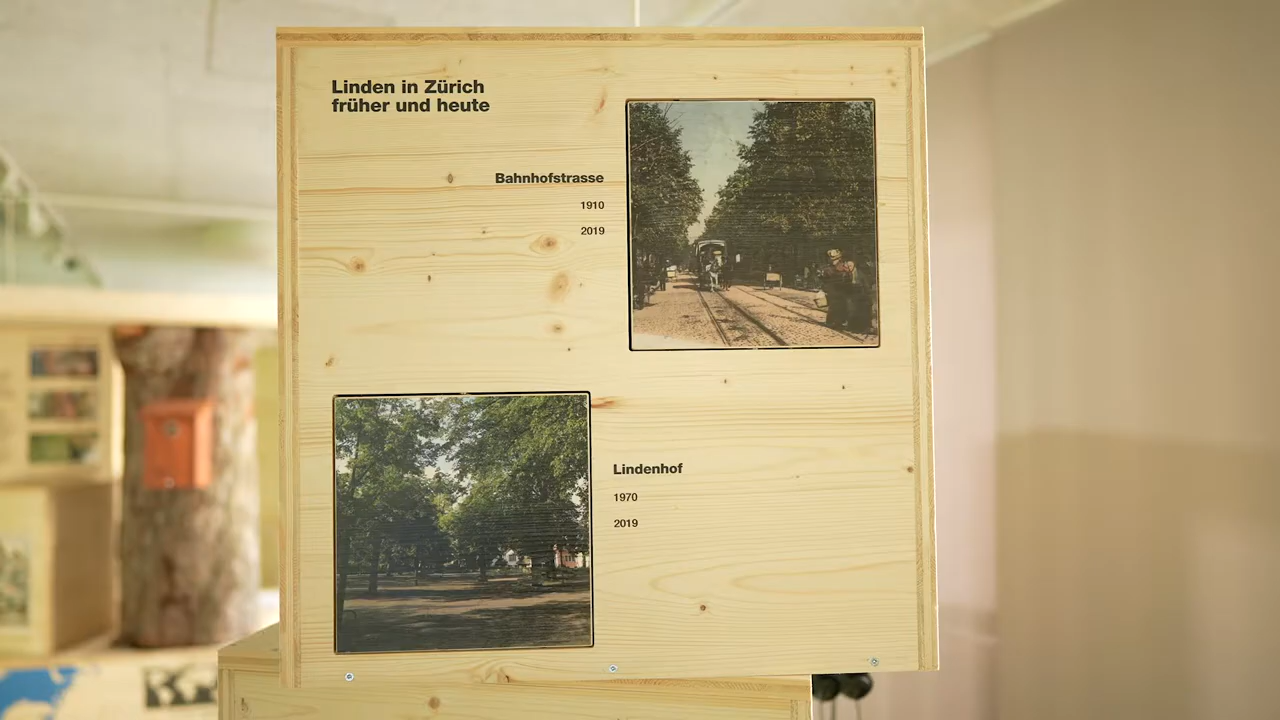 Linden in Zürich
früher und heute
Bahnhofstrasse
1910
2019
Lindenhof
1970
2019